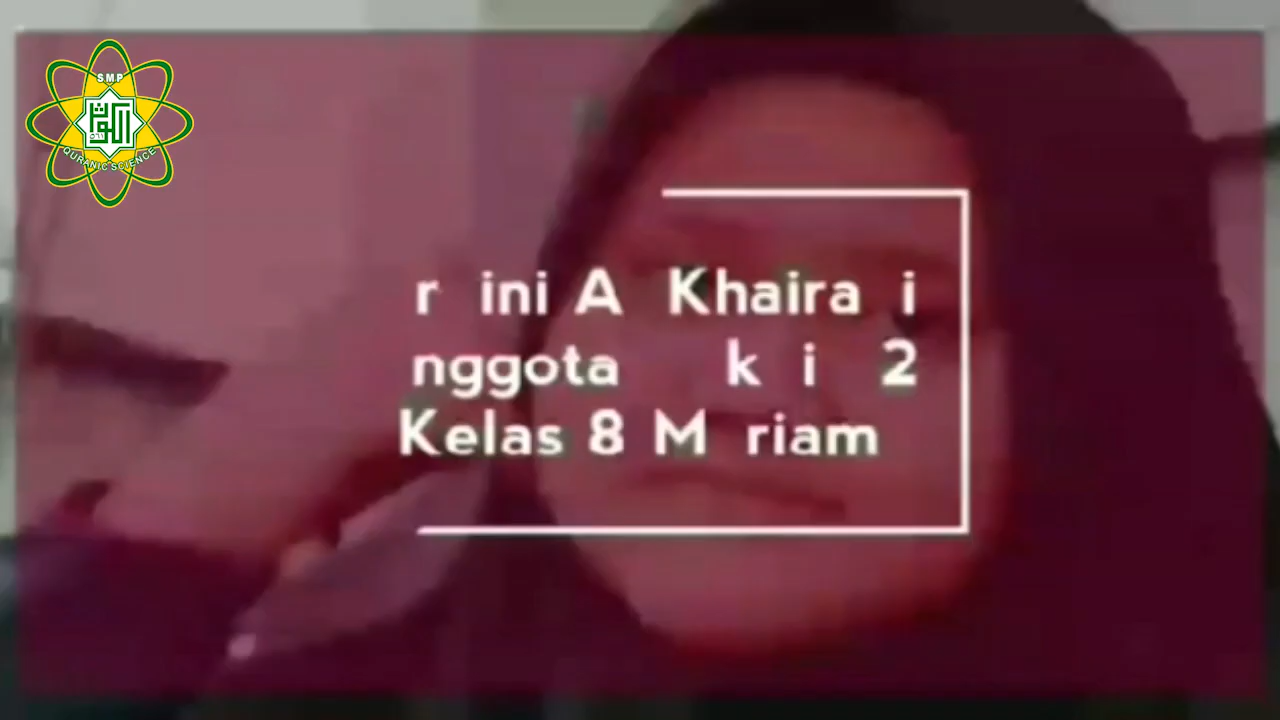 SMP
QURANIC SCIENCE
r ini A Khaira i
nggota k i 2
Kelas 8 M riam